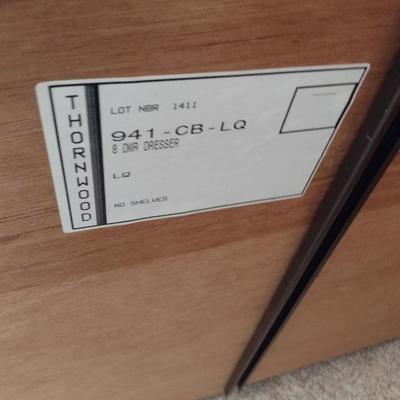 THORNWOOD
LOT NBR 1411
941-CB-LQ
8 DWR DRESSER
LQ
NO SHELVES